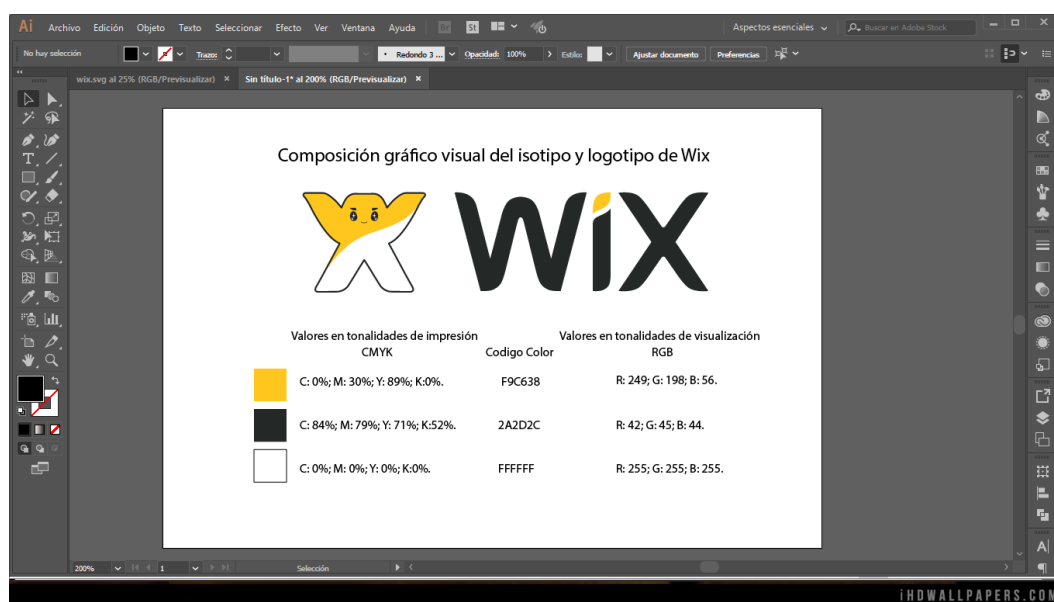 Ai Archivo Edición Objeto Texto Seleccionar Efecto Ver Ventana Ayuda Br St Aspectos esenciales Buscar en Adobe Stock
No hay selección Trazo: Redondo 3 ... Opacidad: 100% Estilo: Ajustar documento Preferencias
wix.svg al 25% (RGB/Previsualizar) × Sin título-1* al 200% (RGB/Previsualizar) ×
Composición gráfico visual del isotipo y logotipo de Wix
WiX
Valores en tonalidades de impresión Valores en tonalidades de visualización
CMYK Codigo Color RGB
C: 0%; M: 30%; Y: 89%; K:0%. F9C638 R: 249; G: 198; B: 56.
C: 84%; M: 79%; Y: 71%; K:52%. 2A2D2C R: 42; G: 45; B: 44.
C: 0%; M: 0%; Y: 0%; K:0%. FFFFFF R: 255; G: 255; B: 255.
200% 1 Selección
iHDWALLPAPERS.COM